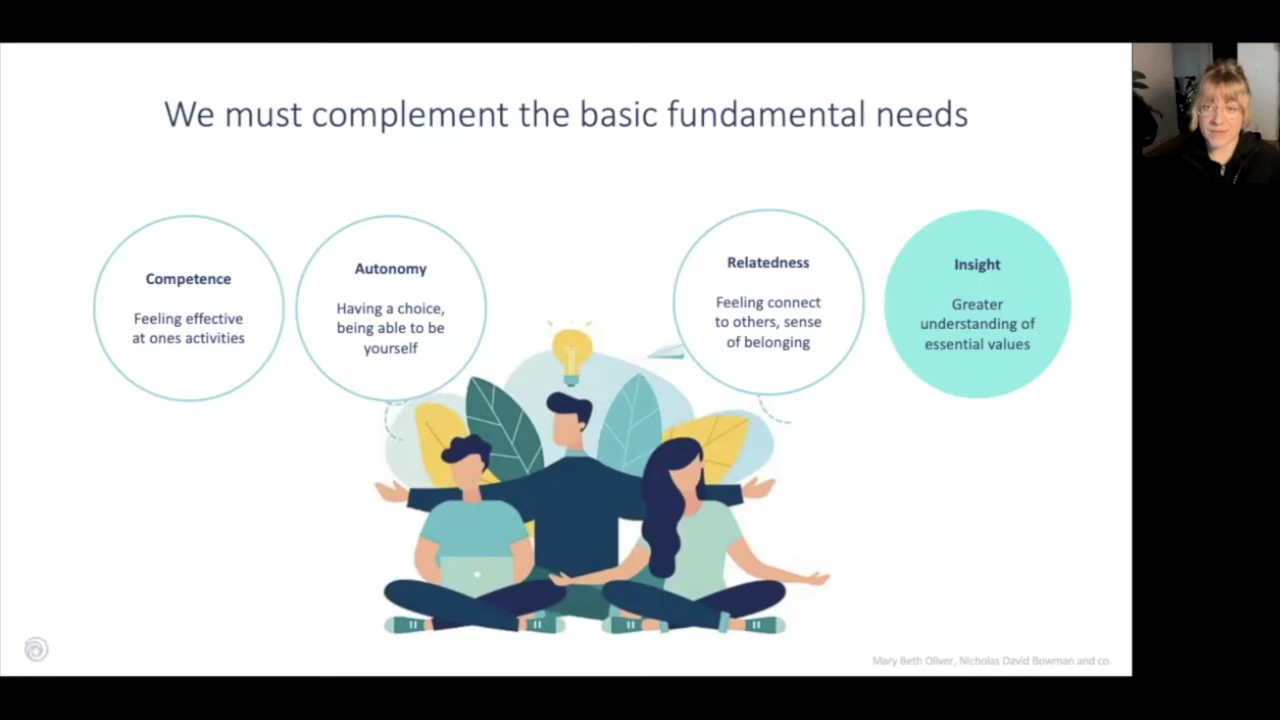 We must complement the basic fundamental needs
Competence
Feeling effective
at ones activities
Autonomy
Having a choice,
being able to be
yourself
Relatedness
Feeling connect
to others, sense
of belonging
Insight
Greater
understanding of
essential values
Mary Beth Oliver, Nicholas David Bowman and co.